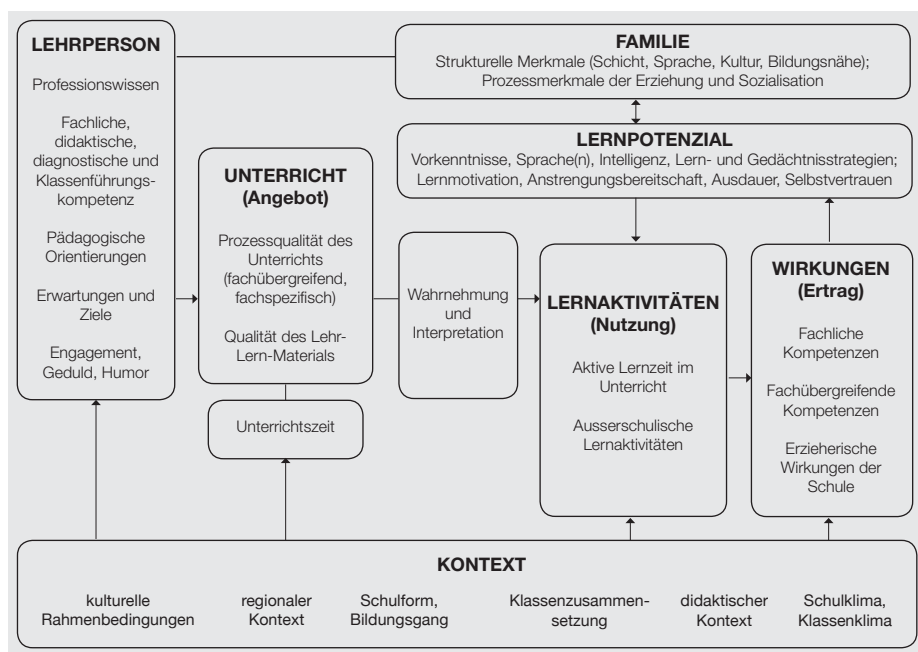 LEHRPERSON
Professionswissen
Fachliche,
didaktische,
diagnostische und
Klassenführungs-
kompetenz
Pädagogische
Orientierungen
Erwartungen und
Ziele
Engagement,
Geduld, Humor
FAMILIE
Strukturelle Merkmale (Schicht, Sprache, Kultur, Bildungsnähe);
Prozessmerkmale der Erziehung und Sozialisation
LERNPOTENZIAL
Vorkenntnisse, Sprache(n), Intelligenz, Lern- und Gedächtnisstrategien;
Lernmotivation, Anstrengungsbereitschaft, Ausdauer, Selbstvertrauen
UNTERRICHT
(Angebot)
Prozessqualität des
Unterrichts
(fachübergreifend,
fachspezifisch)
Qualität des Lehr-
Lern-Materials
Unterrichtszeit
Wahrnehmung
und
Interpretation
LERNAKTIVITÄTEN
(Nutzung)
Aktive Lernzeit im
Unterricht
Ausserschulische
Lernaktivitäten
WIRKUNGEN
(Ertrag)
Fachliche
Kompetenzen
Fachübergreifende
Kompetenzen
Erzieherische
Wirkungen der
Schule
KONTEXT
kulturelle
Rahmenbedingungen
regionaler
Kontext
Schulform,
Bildungsgang
Klassenzusammen-
setzung
didaktischer
Kontext
Schulklima,
Klassenklima